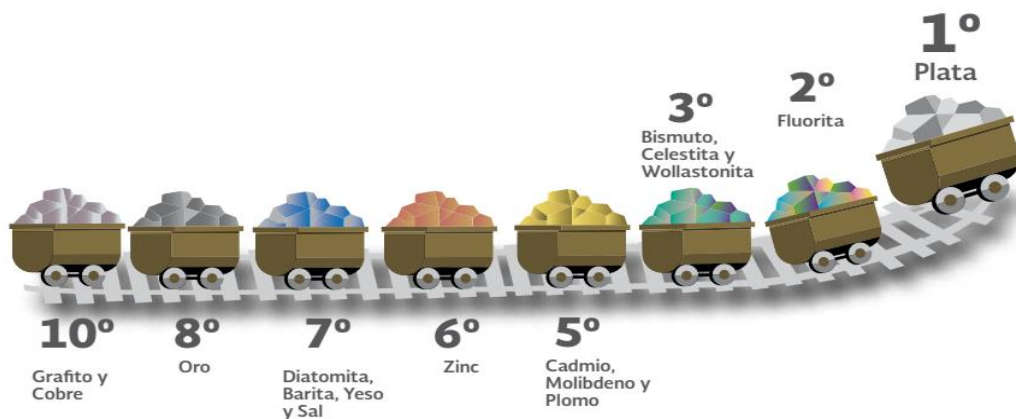 1º
Plata
2º
Fluorita
3º
Bismuto,
Celestita y
Wollastonita
10º
Grafito y
Cobre
8º
Oro
7º
Diatomita,
Barita, Yeso
y Sal
6º
Zinc
5º
Cadmio,
Molibdeno y
Plomo